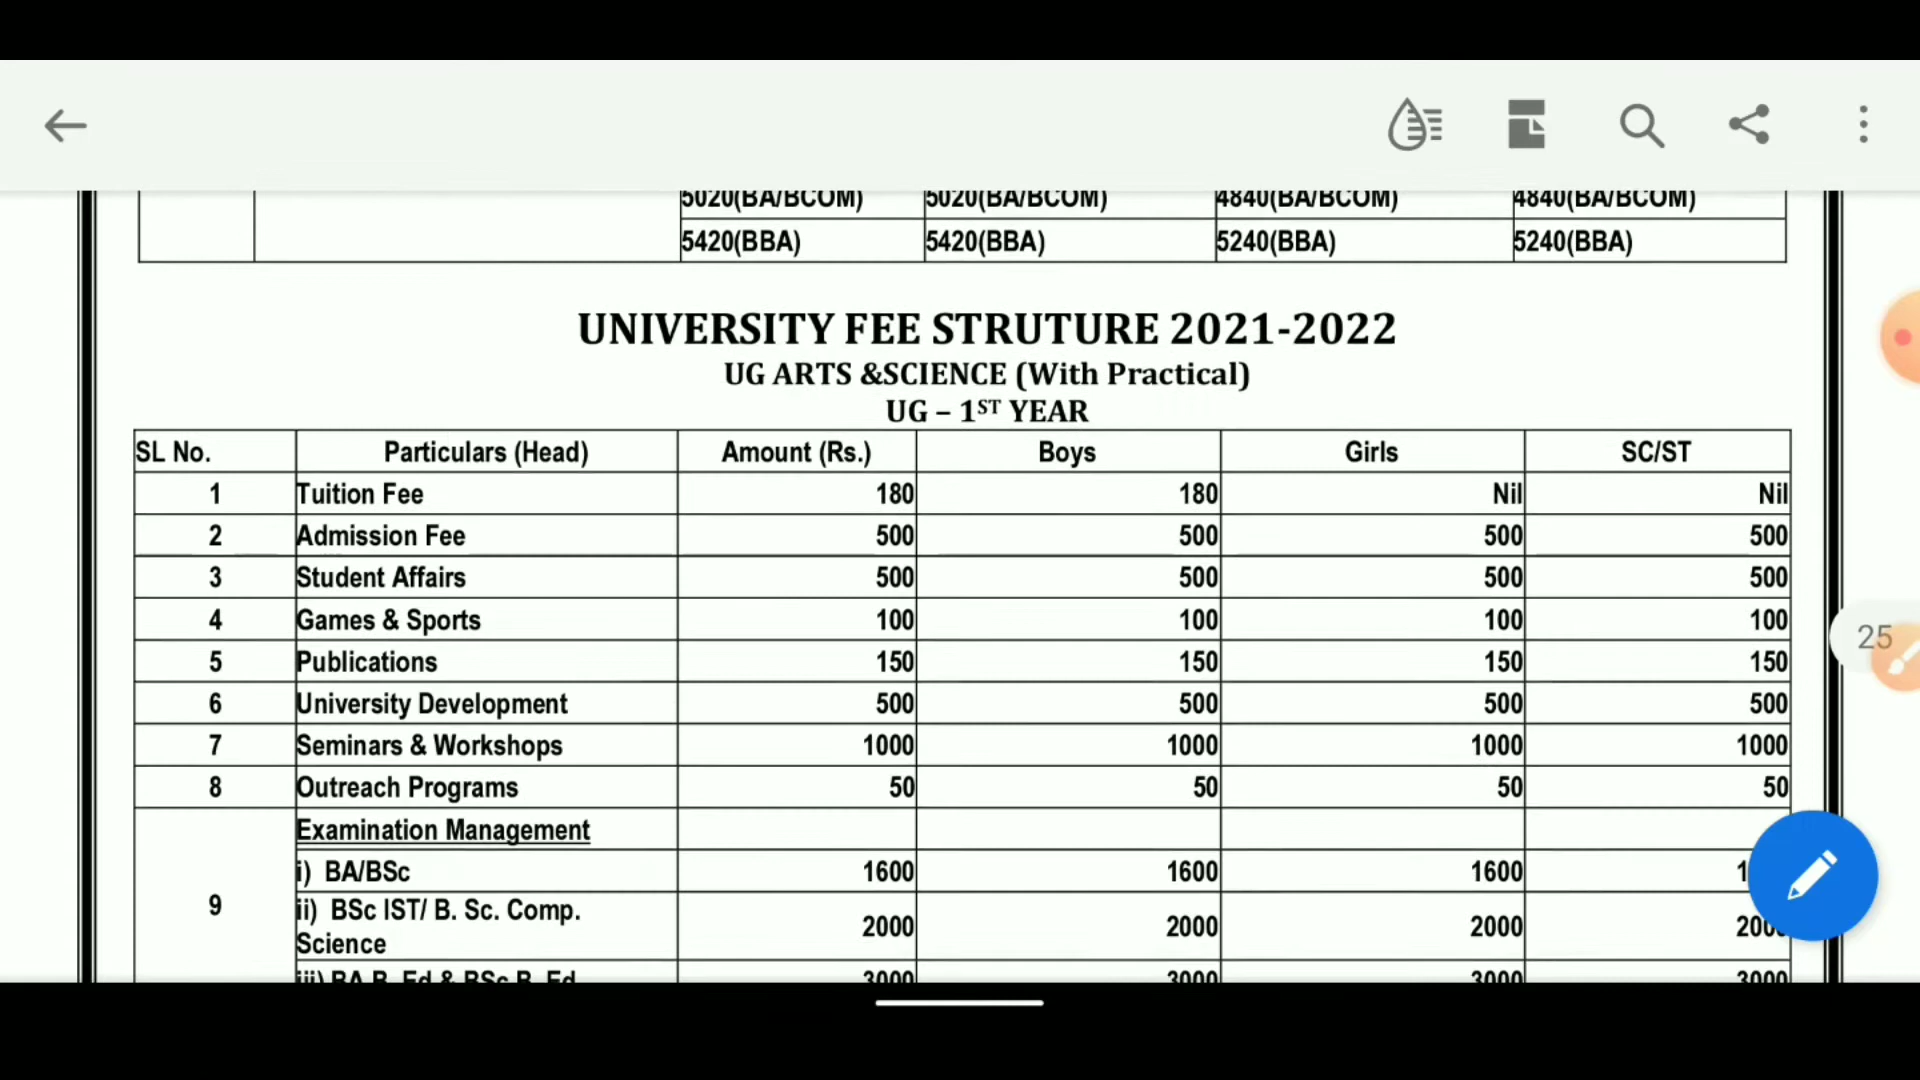 5020(BA/BCOM) 5020(BA/BCOM) 4840(BA/BCOM) 4840(BA/BCOM)
5420(BBA) 5420(BBA) 5240(BBA) 5240(BBA)
UNIVERSITY FEE STRUTURE 2021-2022
UG ARTS &SCIENCE (With Practical)
UG – 1ST YEAR
SL No. Particulars (Head) Amount (Rs.) Boys Girls SC/ST
1 Tuition Fee 180 180 Nil Nil
2 Admission Fee 500 500 500 500
3 Student Affairs 500 500 500 500
4 Games & Sports 100 100 100 100
5 Publications 150 150 150 150
25
6 University Development 500 500 500 500
7 Seminars & Workshops 1000 1000 1000 1000
8 Outreach Programs 50 50 50 50
Examination Management
i) BA/BSc 1600 1600 1600
9
ii) BSc IST/ B. Sc. Comp.
Science 2000 2000 2000
iii) BA B. Ed & BSc B. Ed 3000 3000 3000 3000